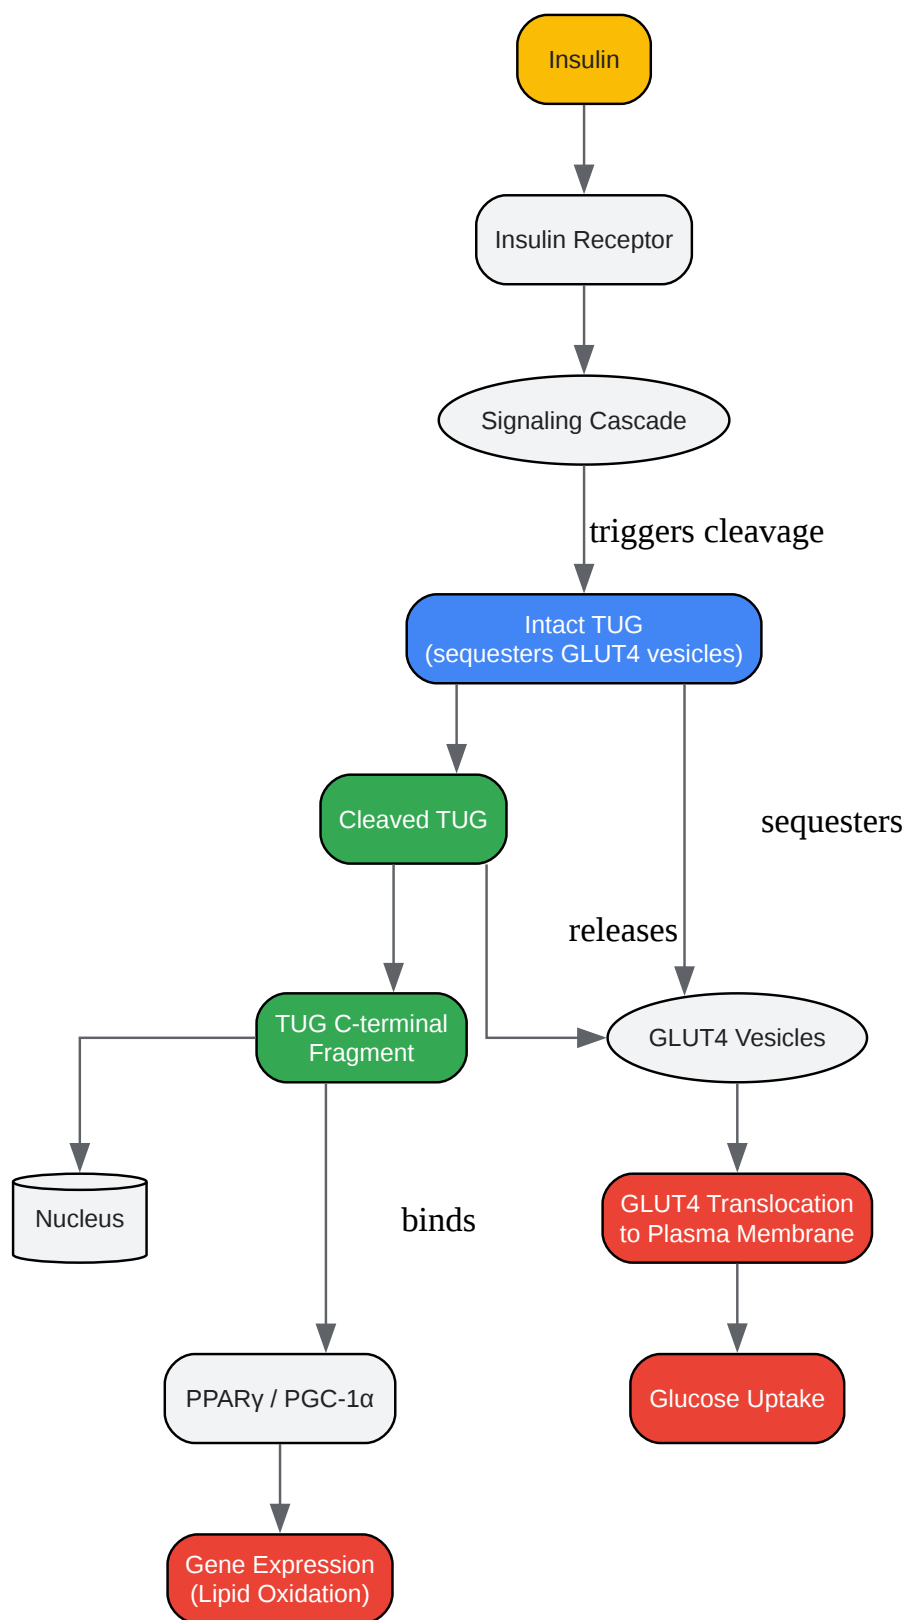 Insulin
Insulin Receptor
Signaling Cascade
triggers cleavage
Intact TUG
(sequesters GLUT4 vesicles)
Cleaved TUG
sequesters
releases
TUG C-terminal
Fragment
GLUT4 Vesicles
Nucleus
binds
GLUT4 Translocation
to Plasma Membrane
PPARγ / PGC-1α
Glucose Uptake
Gene Expression
(Lipid Oxidation)